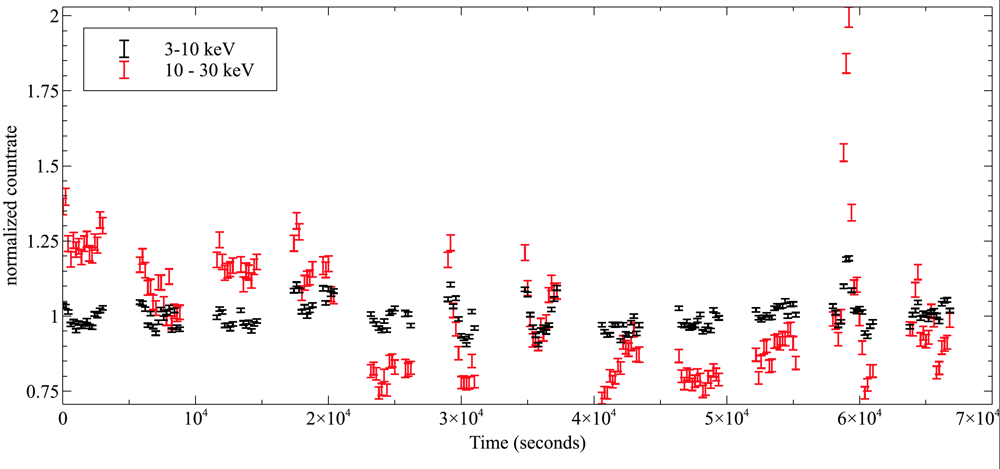 2
1.75
1.5
1.25
1
0.75
normalized countrate
3-10 keV
10 - 30 keV
0 10⁴ 2×10⁴ 3×10⁴ 4×10⁴ 5×10⁴ 6×10⁴ 7×10⁴
Time (seconds)